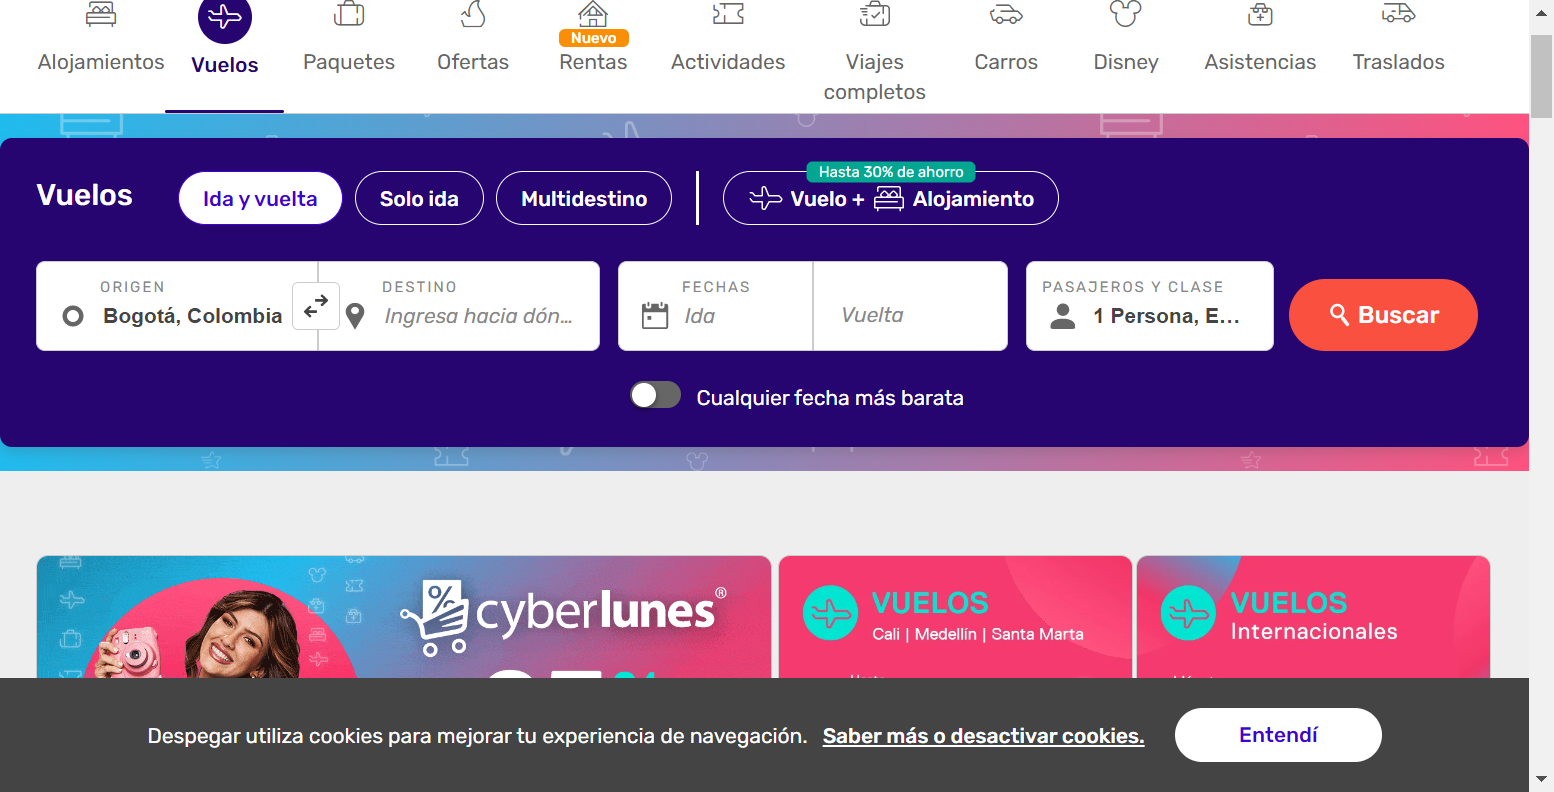 Alojamientos
Vuelos
Paquetes
Ofertas
Nuevo
Rentas
Actividades
Viajes
completos
Carros
Disney
Asistencias
Traslados
Vuelos
Ida y vuelta
Solo ida
Multidestino
Hasta 30% de ahorro
Vuelo + Alojamiento
ORIGEN
Bogotá, Colombia
DESTINO
Ingresa hacia dón...
FECHAS
Ida
Vuelta
PASAJEROS Y CLASE
1 Persona, E...
Buscar
Cualquier fecha más barata
% cyberlunes®
VUELOS
Cali | Medellín | Santa Marta
VUELOS
Internacionales
Despegar utiliza cookies para mejorar tu experiencia de navegación. Saber más o desactivar cookies.
Entendí